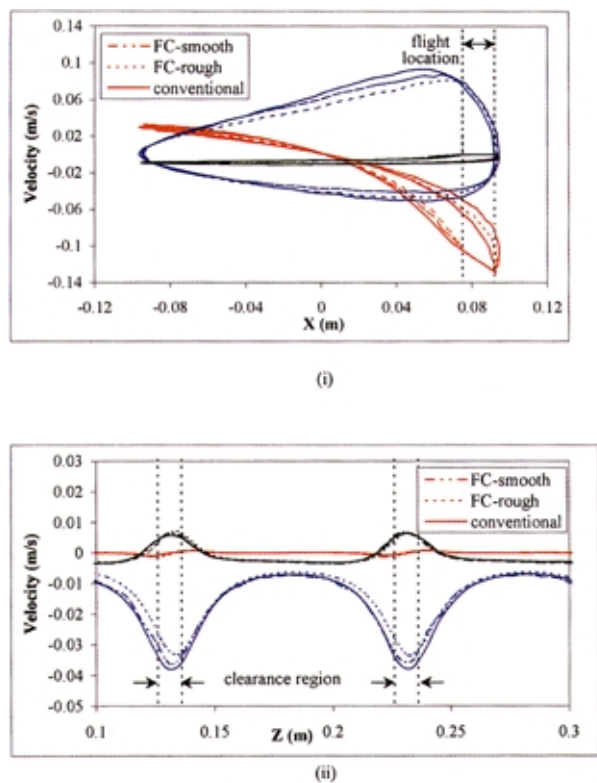 0.14
0.10
0.06
0.02
-0.02
-0.06
-0.1
-0.14
Velocity (m/s)
FC-smooth
FC-rough
conventional
flight
location
-0.12 -0.08 -0.04 0 0.04 0.08 0.12
X (m)
(i)
0.03
0.02
0.01
0
-0.01
-0.02
-0.03
-0.04
-0.05
Velocity (m/s)
FC-smooth
FC-rough
conventional
clearance region
0.1 0.15 0.2 0.25 0.3
Z (m)
(ii)